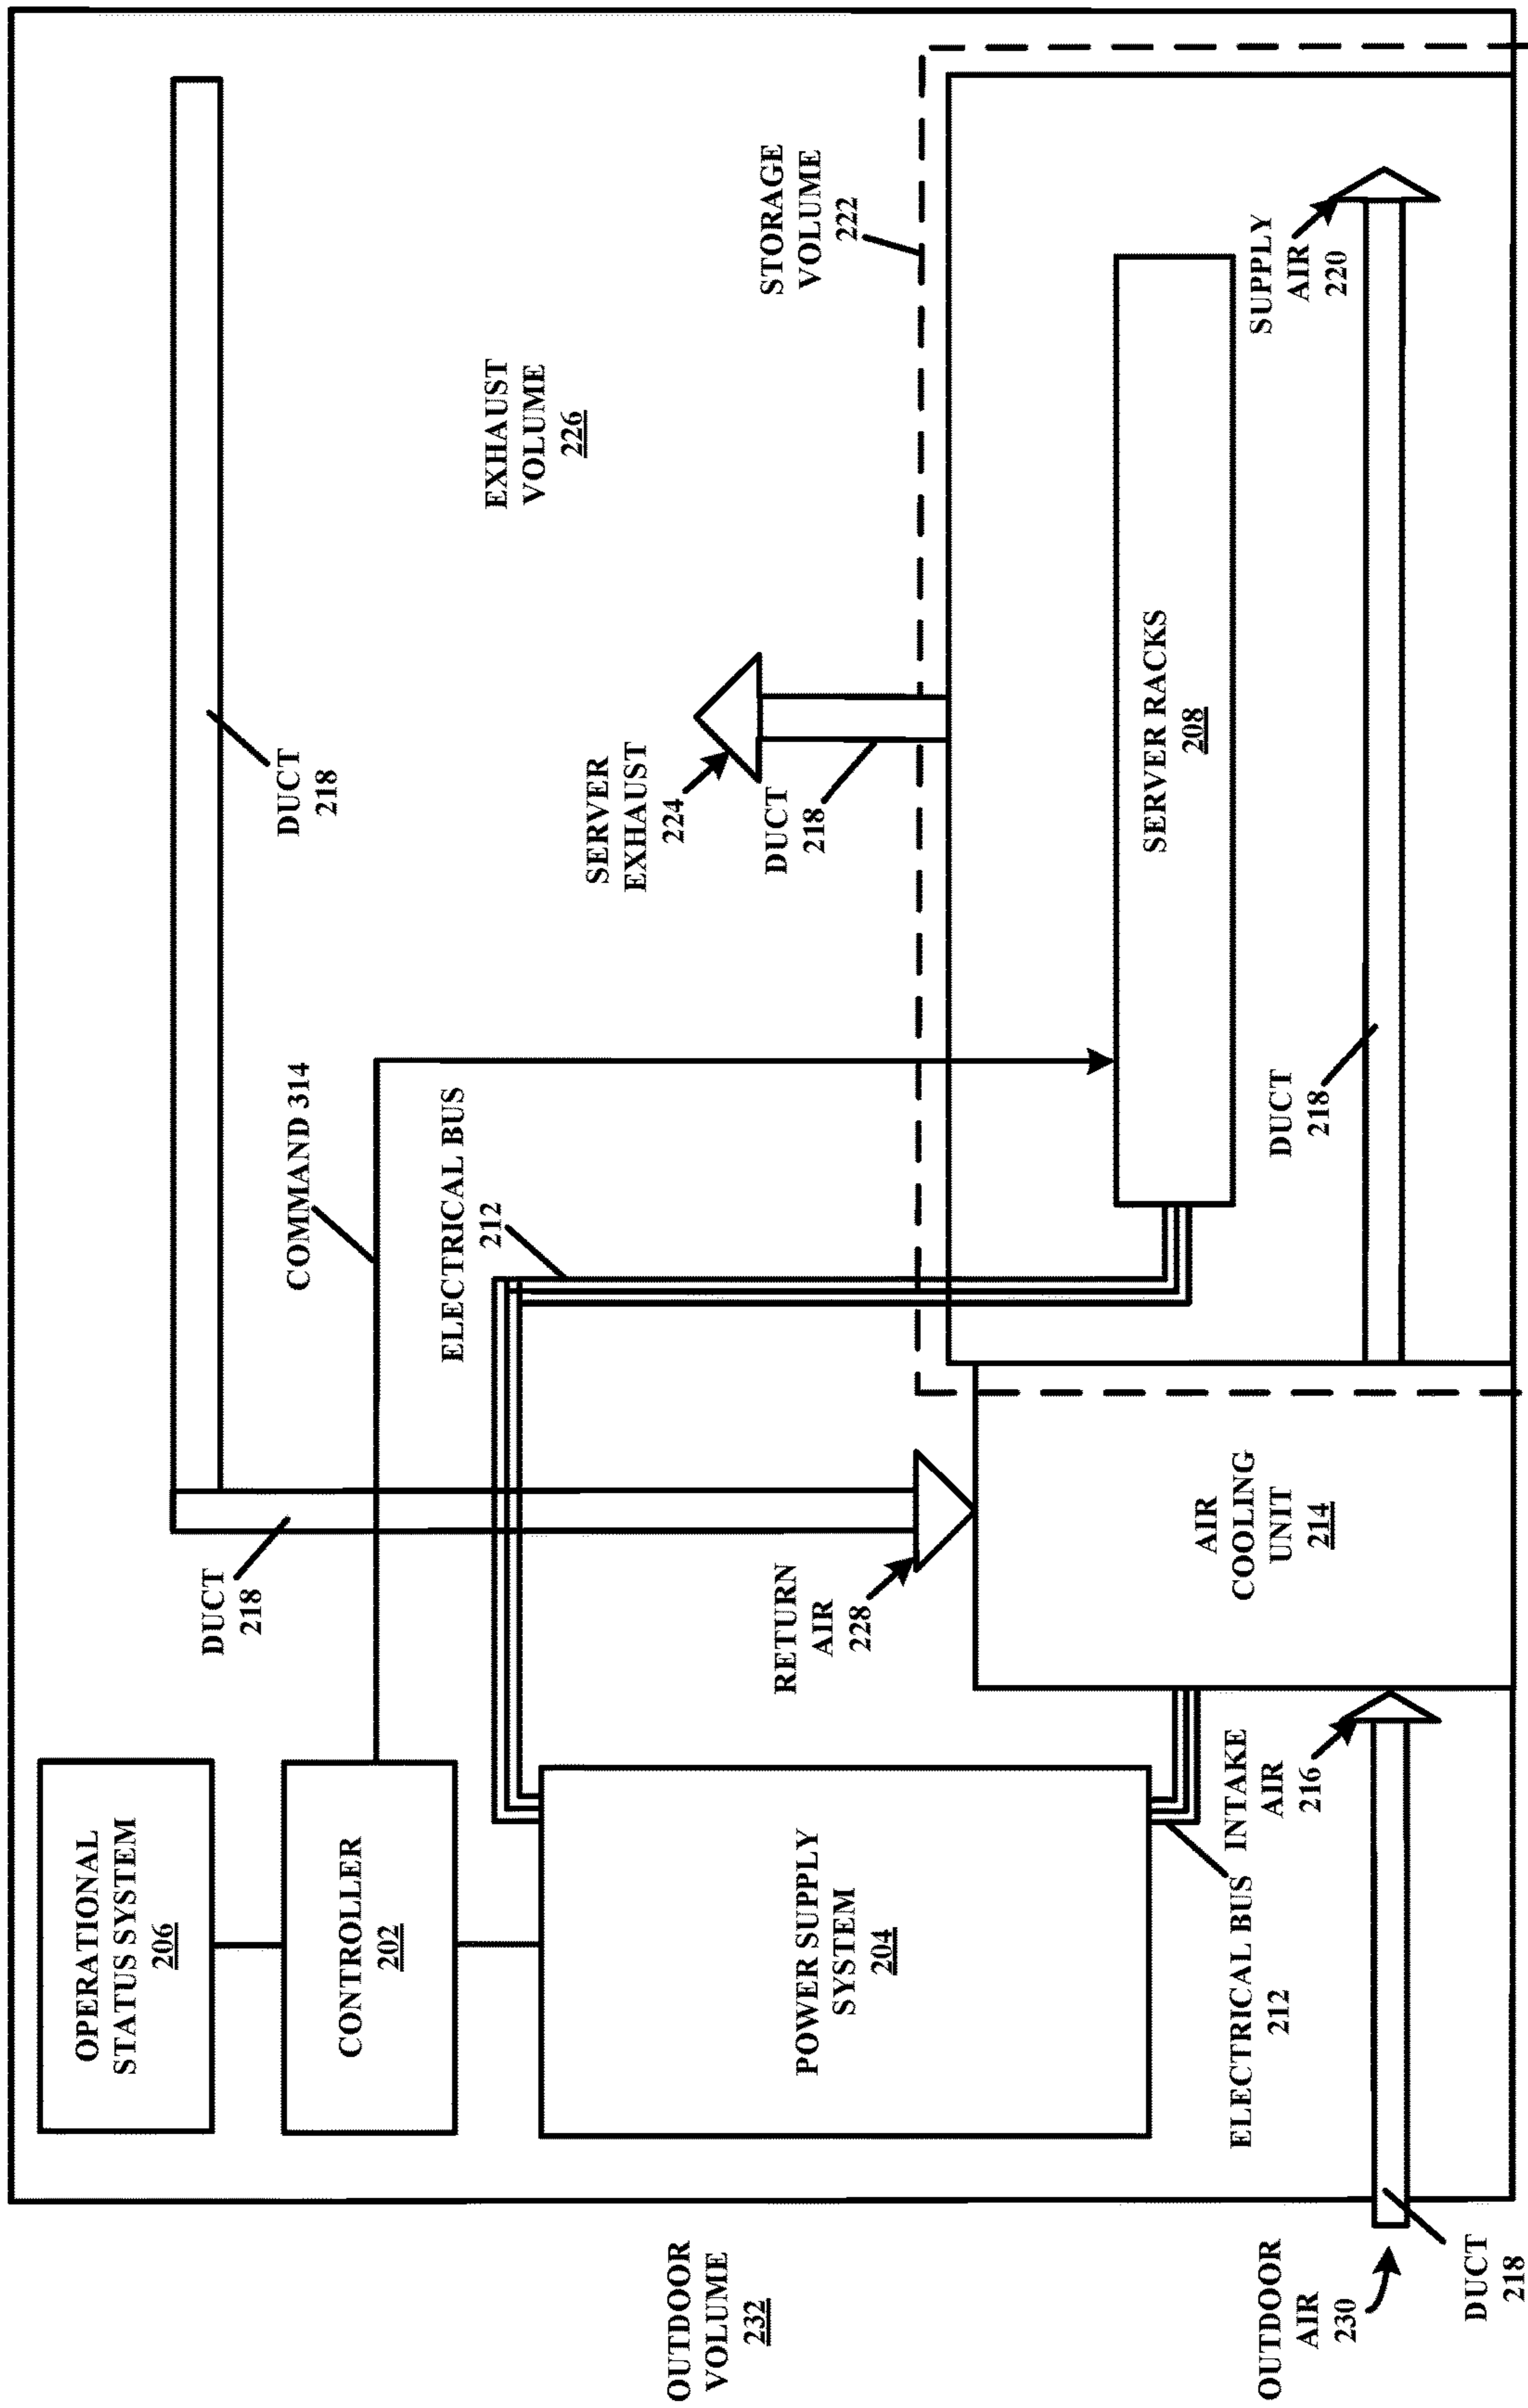 OPERATIONAL
STATUS SYSTEM
206
CONTROLLER
202
POWER SUPPLY
SYSTEM
204
OUTDOOR
VOLUME
232
OUTDOOR
AIR
230
DUCT
218
ELECTRICAL BUS
212
INTAKE
AIR
216
DUCT
218
RETURN
AIR
228
AIR
COOLING
UNIT
214
COMMAND 314
ELECTRICAL BUS
212
DUCT
218
SERVER
EXHAUST
224
DUCT
218
EXHAUST
VOLUME
226
STORAGE
VOLUME
222
SERVER RACKS
208
DUCT
218
SUPPLY
AIR
220